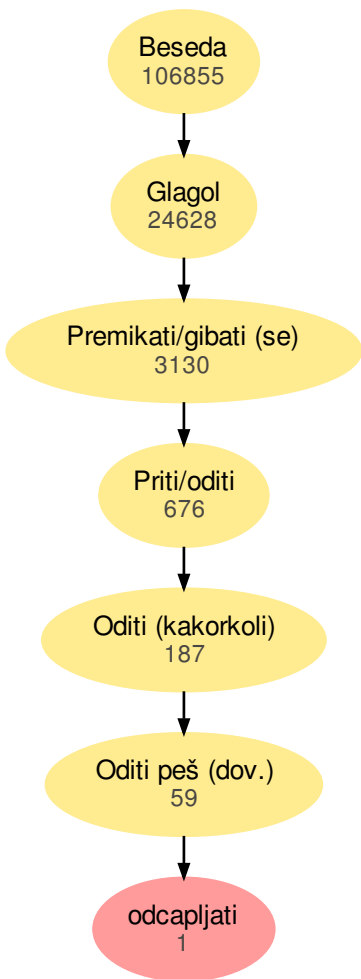 Beseda
106855
Glagol
24628
Premikati/gibati (se)
3130
Priti/oditi
676
Oditi (kakorkoli)
187
Oditi peš (dov.)
59
odcapljati
1